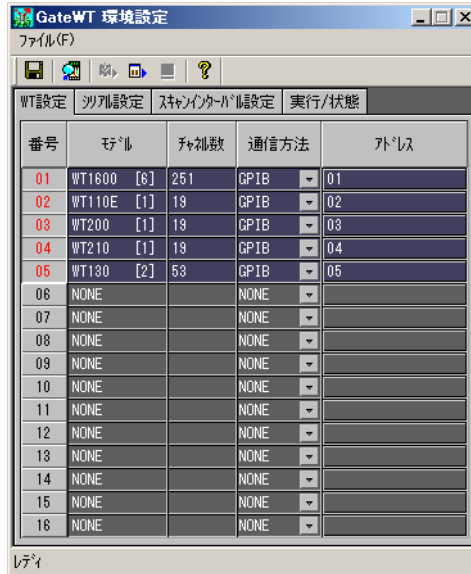 GateWT 環境設定
ﾌｧｲﾙ(F)
WT設定 ｼﾘｱﾙ設定 ｽｷｬﾝｲﾝﾀｰﾊﾞﾙ設定 実行/状態
番号 ﾓﾃﾞﾙ ﾁｬﾈﾙ数 通信方法 ｱﾄﾞﾚｽ
01 WT1600 [6] 251 GPIB 01
02 WT110E [1] 19 GPIB 02
03 WT200 [1] 19 GPIB 03
04 WT210 [1] 19 GPIB 04
05 WT130 [2] 53 GPIB 05
06 NONE NONE
07 NONE NONE
08 NONE NONE
09 NONE NONE
10 NONE NONE
11 NONE NONE
12 NONE NONE
13 NONE NONE
14 NONE NONE
15 NONE NONE
16 NONE NONE
ﾚﾃﾞｨ